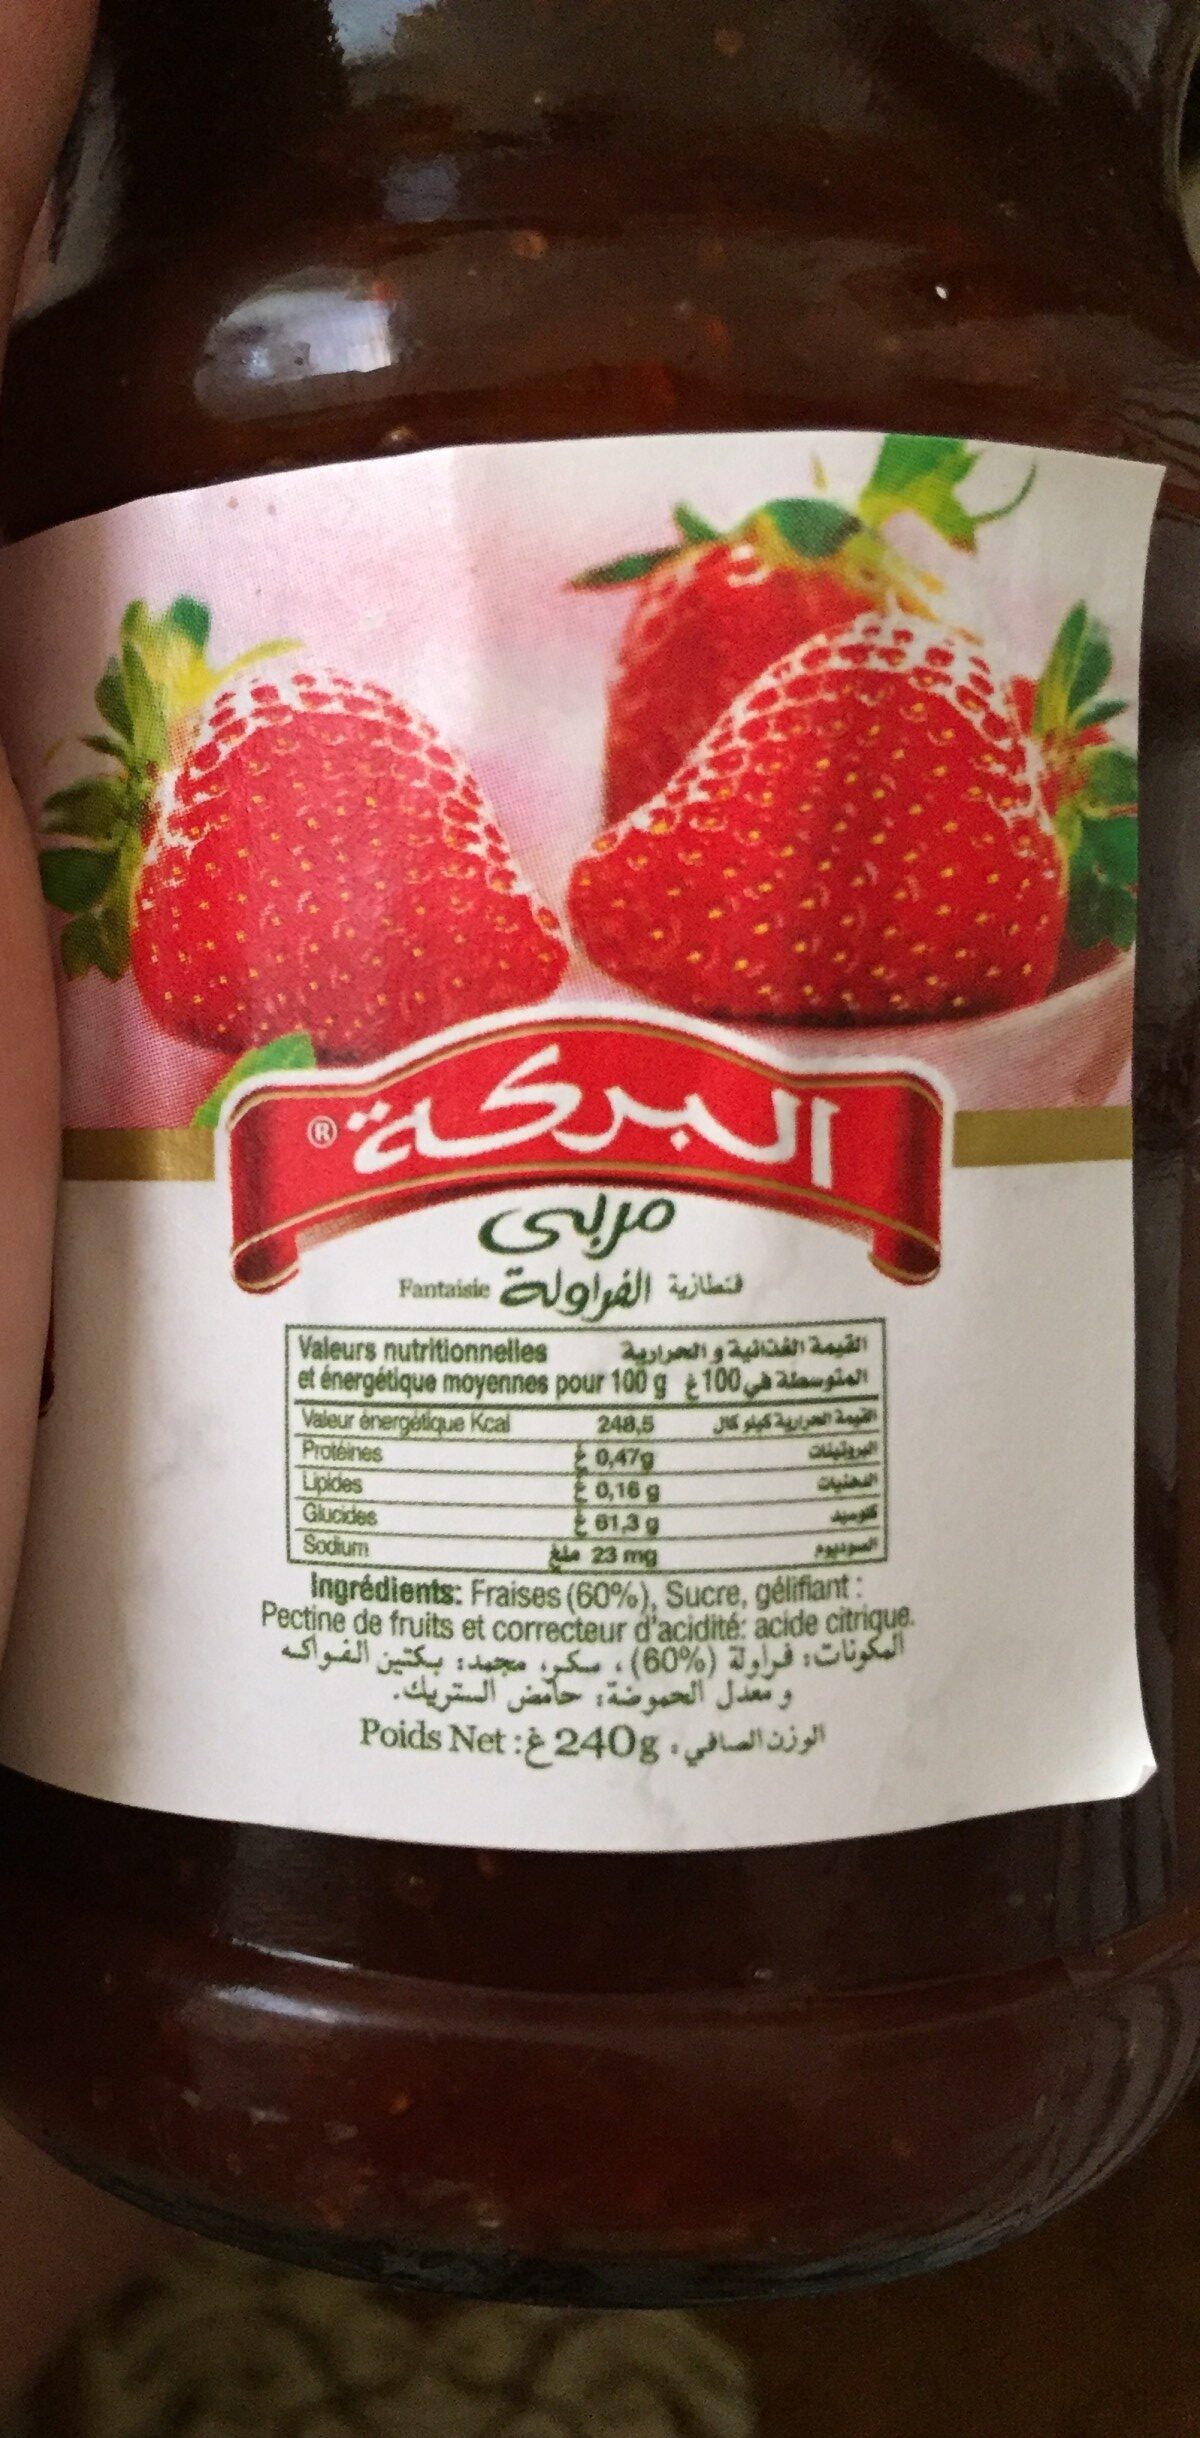 البركة ®
مربى
Fantaisie الفراولة فنطازية
Valeurs nutritionnelles القيمة الغذائية و الحرارية
et énergétique moyennes pour 100 g المتوسطة في 100 غ
Valeur énergétique Kcal 248,5 القيمة الحرارية كيلو كال
Protéines غ 0,47g البروتينات
Lipides غ 0,16 g الدهنيات
Glucides غ 61,3 g
Sodium ملغ 23 mg الصوديوم
Ingrédients: Fraises (60%), Sucre, gélifiant :
Pectine de fruits et correcteur d'acidité: acide citrique.
المكونات: فراولة (60%)، سكر، مجمد: بكتين الفواكه
و معدل الحموضة: حامض الستريك.
Poids Net : 240g غ الوزن الصافي: